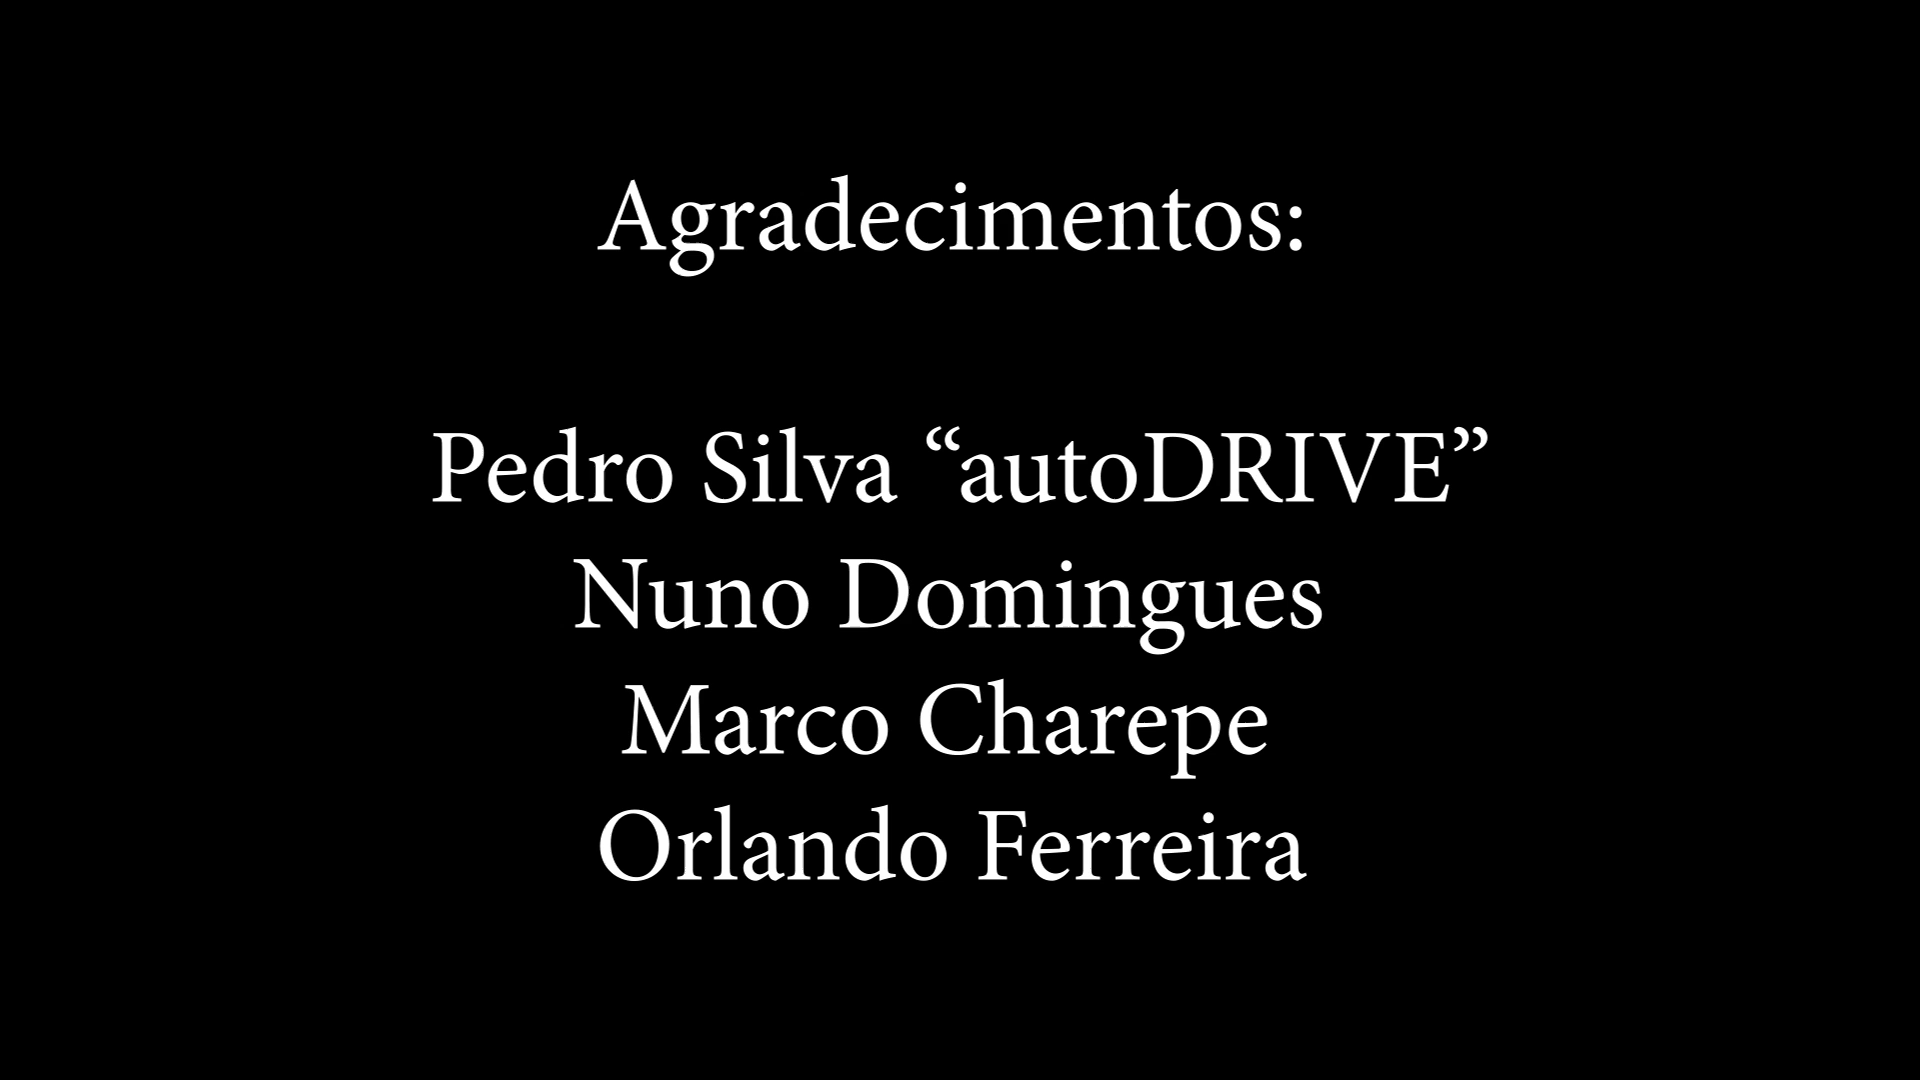 Agradecimentos:
Pedro Silva “autoDRIVE”
Nuno Domingues
Marco Charepe
Orlando Ferreira